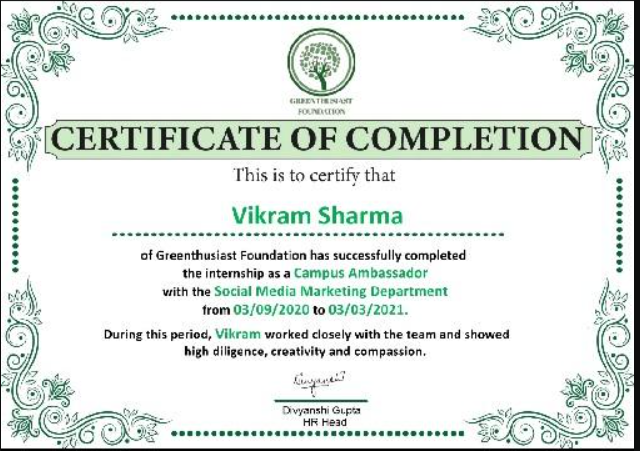 GREENTHUSIAST
FOUNDATION
CERTIFICATE OF COMPLETION
This is to certify that
Vikram Sharma
of Greenthusiast Foundation has successfully completed
the internship as a Campus Ambassador
with the Social Media Marketing Department
from 03/09/2020 to 03/03/2021.
During this period, Vikram worked closely with the team and showed
high diligence, creativity and compassion.
Divyanshi
Divyanshi Gupta
HR Head